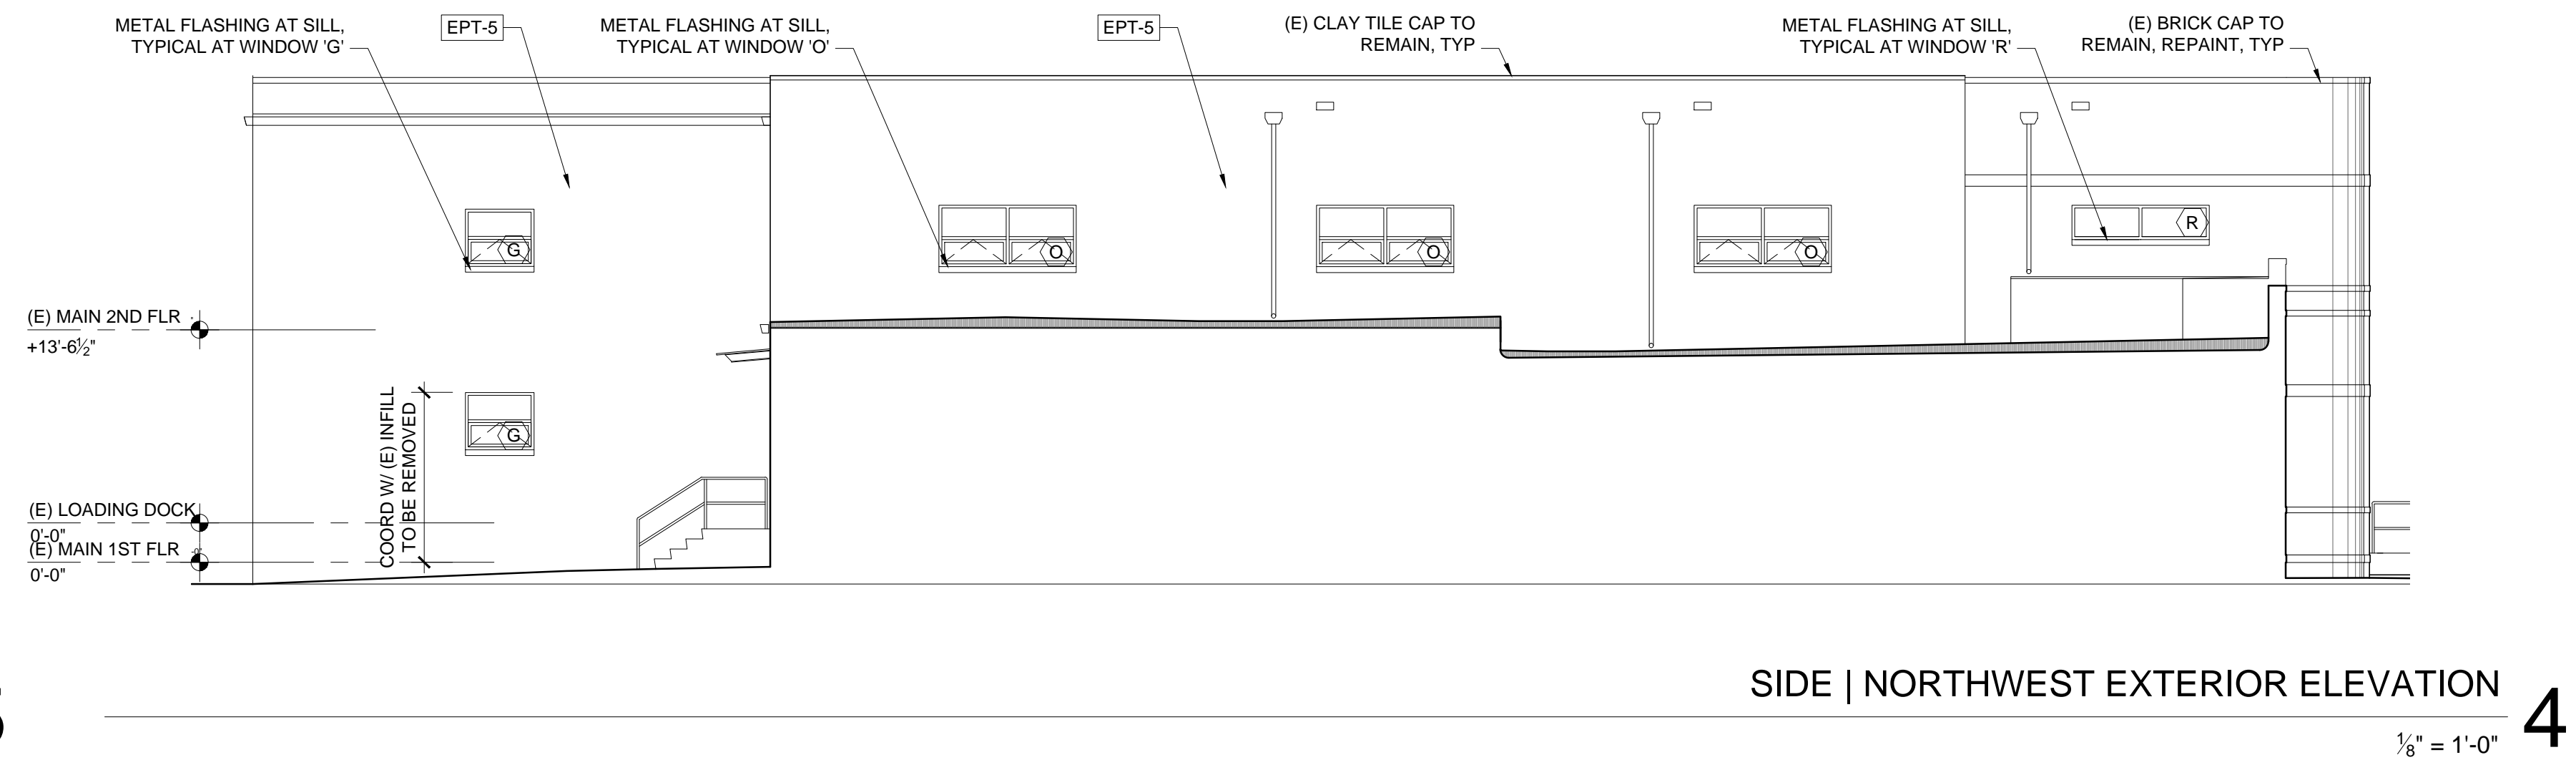 METAL FLASHING AT SILL,
TYPICAL AT WINDOW 'G'
EPT-5
METAL FLASHING AT SILL,
TYPICAL AT WINDOW 'O'
EPT-5
(E) CLAY TILE CAP TO
REMAIN, TYP
METAL FLASHING AT SILL,
TYPICAL AT WINDOW 'R'
(E) BRICK CAP TO
REMAIN, REPAINT, TYP
G
O
O
O
R
(E) MAIN 2ND FLR
+13'-6½"
COORD W/ (E) INFILL
TO BE REMOVED
G
(E) LOADING DOCK
0'-0"
(E) MAIN 1ST FLR
0'-0"
SIDE | NORTHWEST EXTERIOR ELEVATION
4
⅛" = 1'-0"